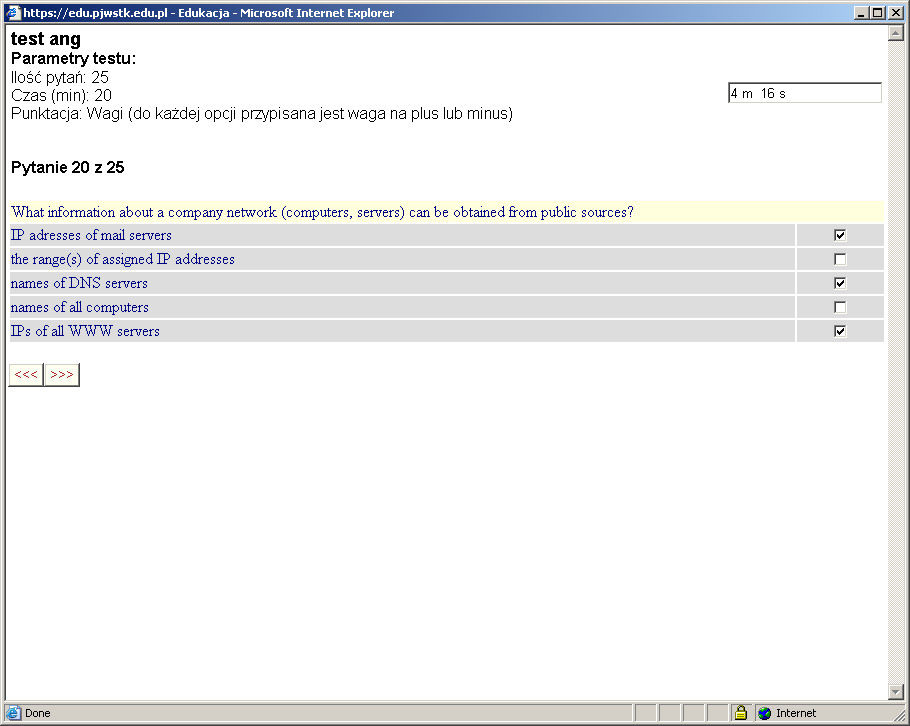 https://edu.pjwstk.edu.pl - Edukacja - Microsoft Internet Explorer
test ang
Parametry testu:
Ilość pytań: 25
Czas (min): 20
4 m 16 s
Punktacja: Wagi (do każdej opcji przypisana jest waga na plus lub minus)
Pytanie 20 z 25
What information about a company network (computers, servers) can be obtained from public sources?
IP adresses of mail servers
the range(s) of assigned IP addresses
names of DNS servers
names of all computers
IPs of all WWW servers
<<< >>>
Done Internet